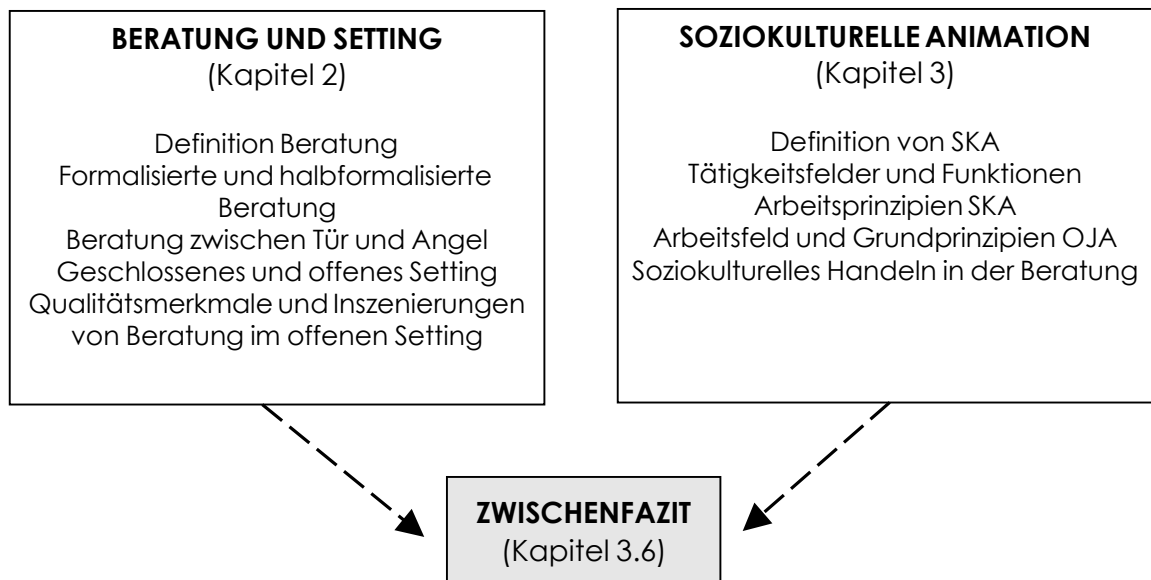 BERATUNG UND SETTING
(Kapitel 2)
Definition Beratung
Formalisierte und halbformalisierte
Beratung
Beratung zwischen Tür und Angel
Geschlossenes und offenes Setting
Qualitätsmerkmale und Inszenierungen
von Beratung im offenen Setting
SOZIOKULTURELLE ANIMATION
(Kapitel 3)
Definition von SKA
Tätigkeitsfelder und Funktionen
Arbeitsprinzipien SKA
Arbeitsfeld und Grundprinzipien OJA
Soziokulturelles Handeln in der Beratung
ZWISCHENFAZIT
(Kapitel 3.6)